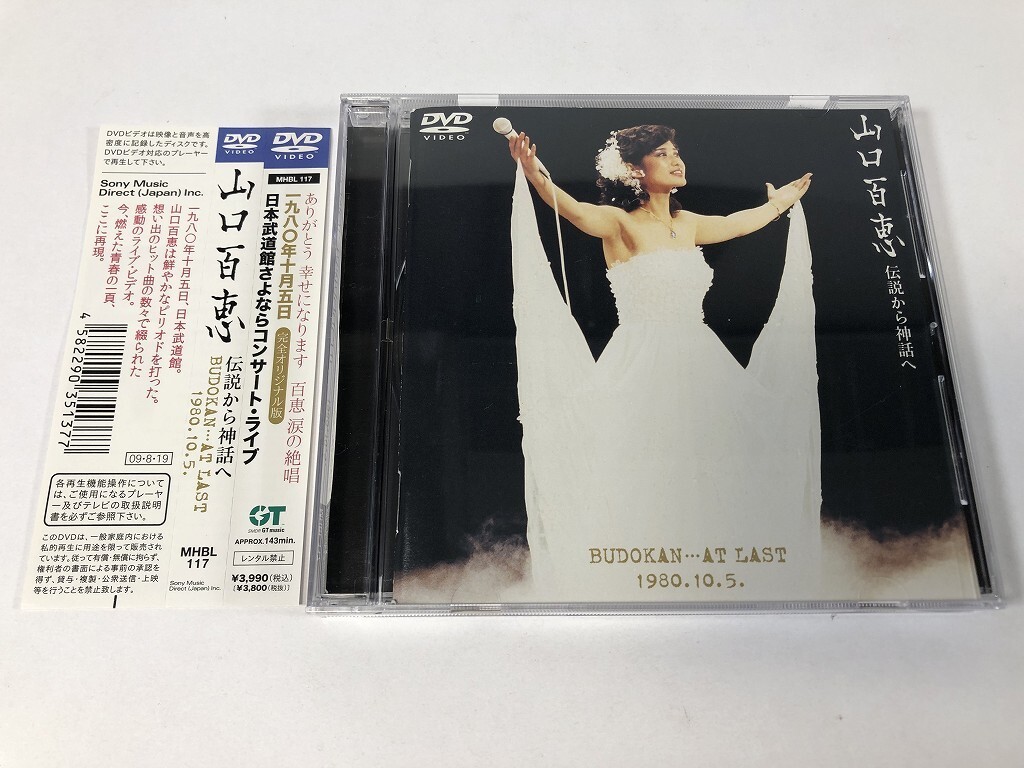 DVDビデオは映像と音声を高
密度に記録したディスクです。
DVDビデオ対応のプレーヤー
で再生して下さい。
Sony Music
Direct (Japan) Inc.
一九八〇年十月五日、日本武道館。
山口百恵は鮮やかなピリオドを打った。
想い出のヒット曲の数々で綴られた
感動のライブ・ビデオ。
今、燃えた青春の一頁、
ここに再現。
4 582290 351377
09・8・19
各再生機能操作について
は、ご使用になるプレーヤ
ー及びテレビの取扱説明
書を必ずご参照下さい。
このDVDは、一般家庭内における
私的再生に用途を限って販売され
ています。従って有償・無償に拘らず、
権利者の書面による事前の承認を
得ず、貸与・複製・公衆送信・上映
等を行うことを禁止致します。
DVD
VIDEO
山口百恵
伝説から神話へ
BUDOKAN…AT LAST
1980.10.5.
MHBL
117
Sony Music
Direct (Japan) Inc.
DVD
VIDEO
MHBL 117
ありがとう 幸せになります 百恵 涙の絶唱
一九八〇年十月五日
完全オリジナル版
日本武道館さよならコンサート・ライブ
GT
SMDR GT music
APPROX.143min.
レンタル禁止
¥3,990(税込)
(¥3,800(税抜))
DVD
VIDEO
山口百恵
伝説から神話へ
BUDOKAN…AT LAST
1980.10.5.